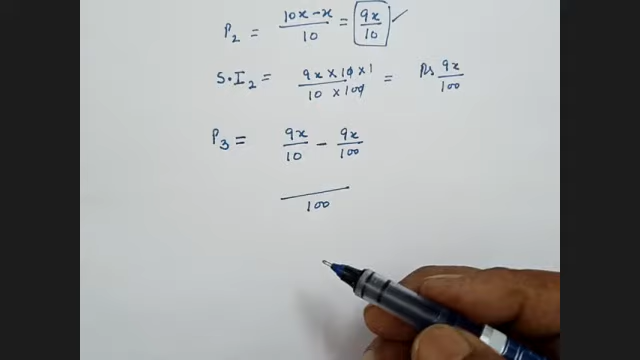 P₂ = (10x - x)/10 = 9x/10 ✓
S.I₂ = (9x × 10 × 1)/(10 × 100) = Rs 9x/100
P₃ = 9x/10 - 9x/100
/100